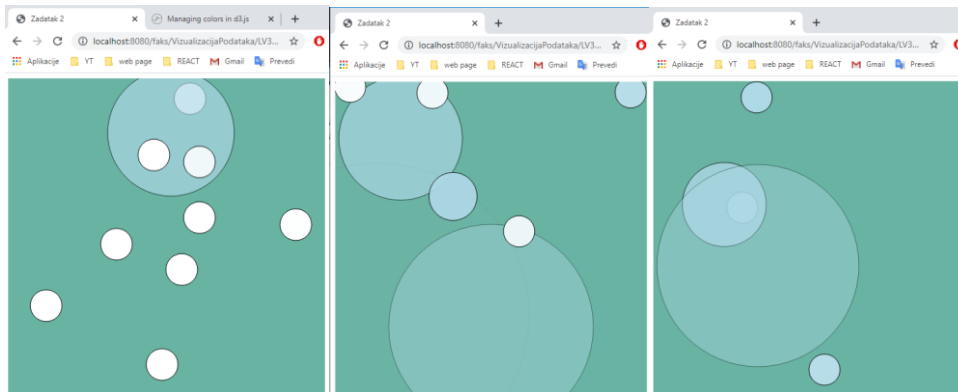 Zadatak 2 Managing colors in d3.js
localhost:8080/faks/VizualizacijaPodataka/LV3...
Aplikacije YT web page REACT Gmail Prevedi
Zadatak 2
localhost:8080/faks/VizualizacijaPodataka/LV3...
Aplikacije YT web page REACT Gmail Prevedi
Zadatak 2
localhost:8080/faks/VizualizacijaPodataka/LV3...
Aplikacije YT web page REACT Gmail Prevedi